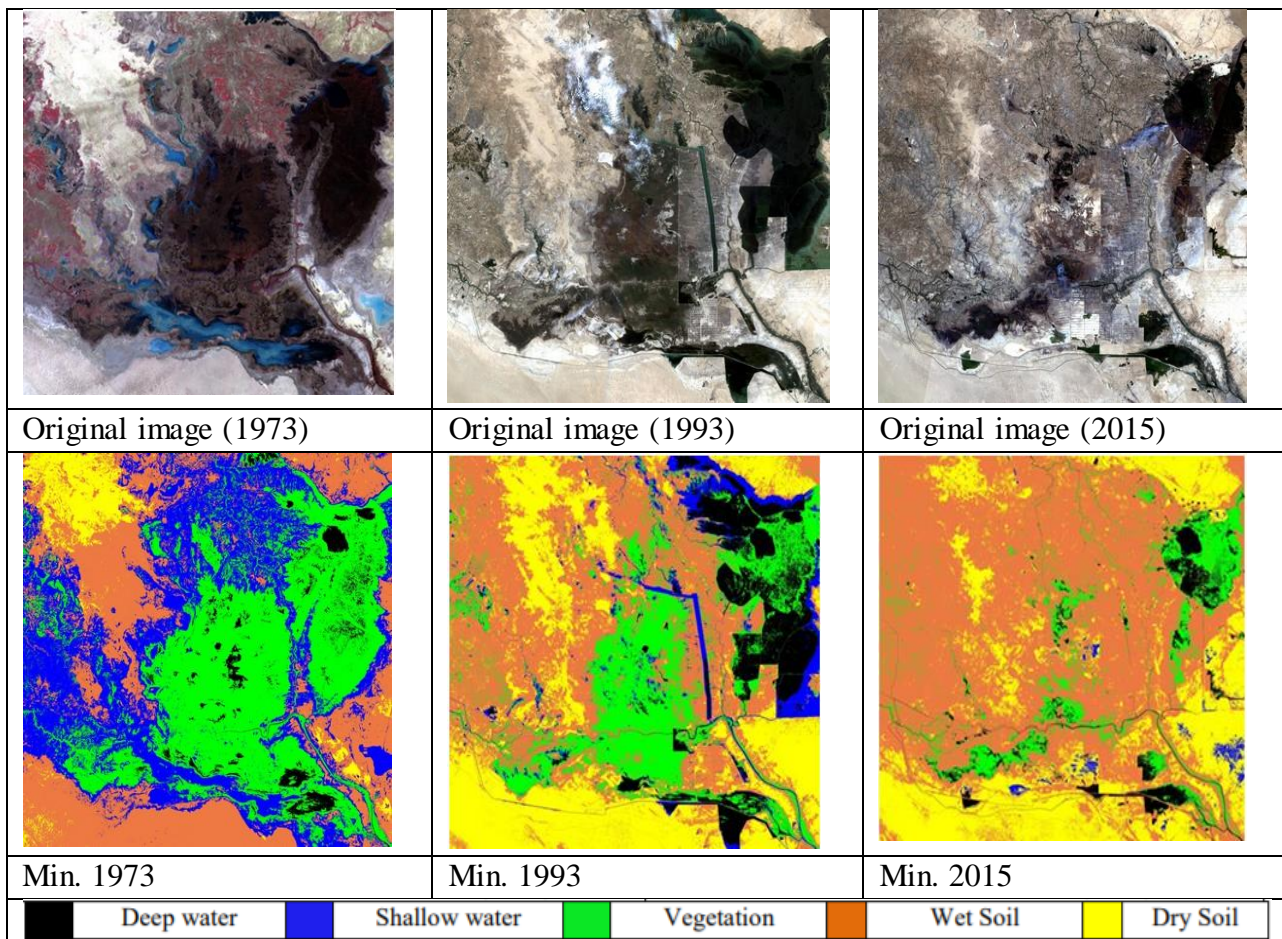 Original image (1973)
Original image (1993)
Original image (2015)
Min. 1973
Min. 1993
Min. 2015
Deep water
Shallow water
Vegetation
Wet Soil
Dry Soil